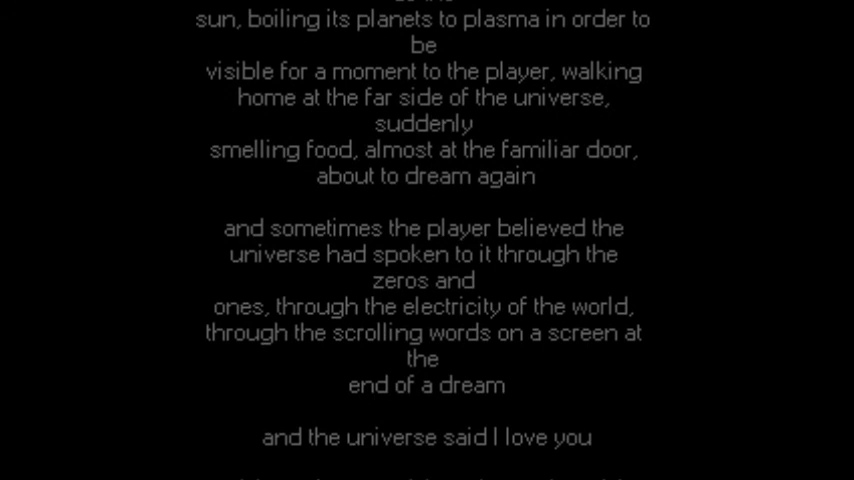 sun, boiling its planets to plasma in order to
be
visible for a moment to the player, walking
home at the far side of the universe,
suddenly
smelling food, almost at the familiar door,
about to dream again
and sometimes the player believed the
universe had spoken to it through the
zeros and
ones, through the electricity of the world,
through the scrolling words on a screen at
the
end of a dream
and the universe said I love you